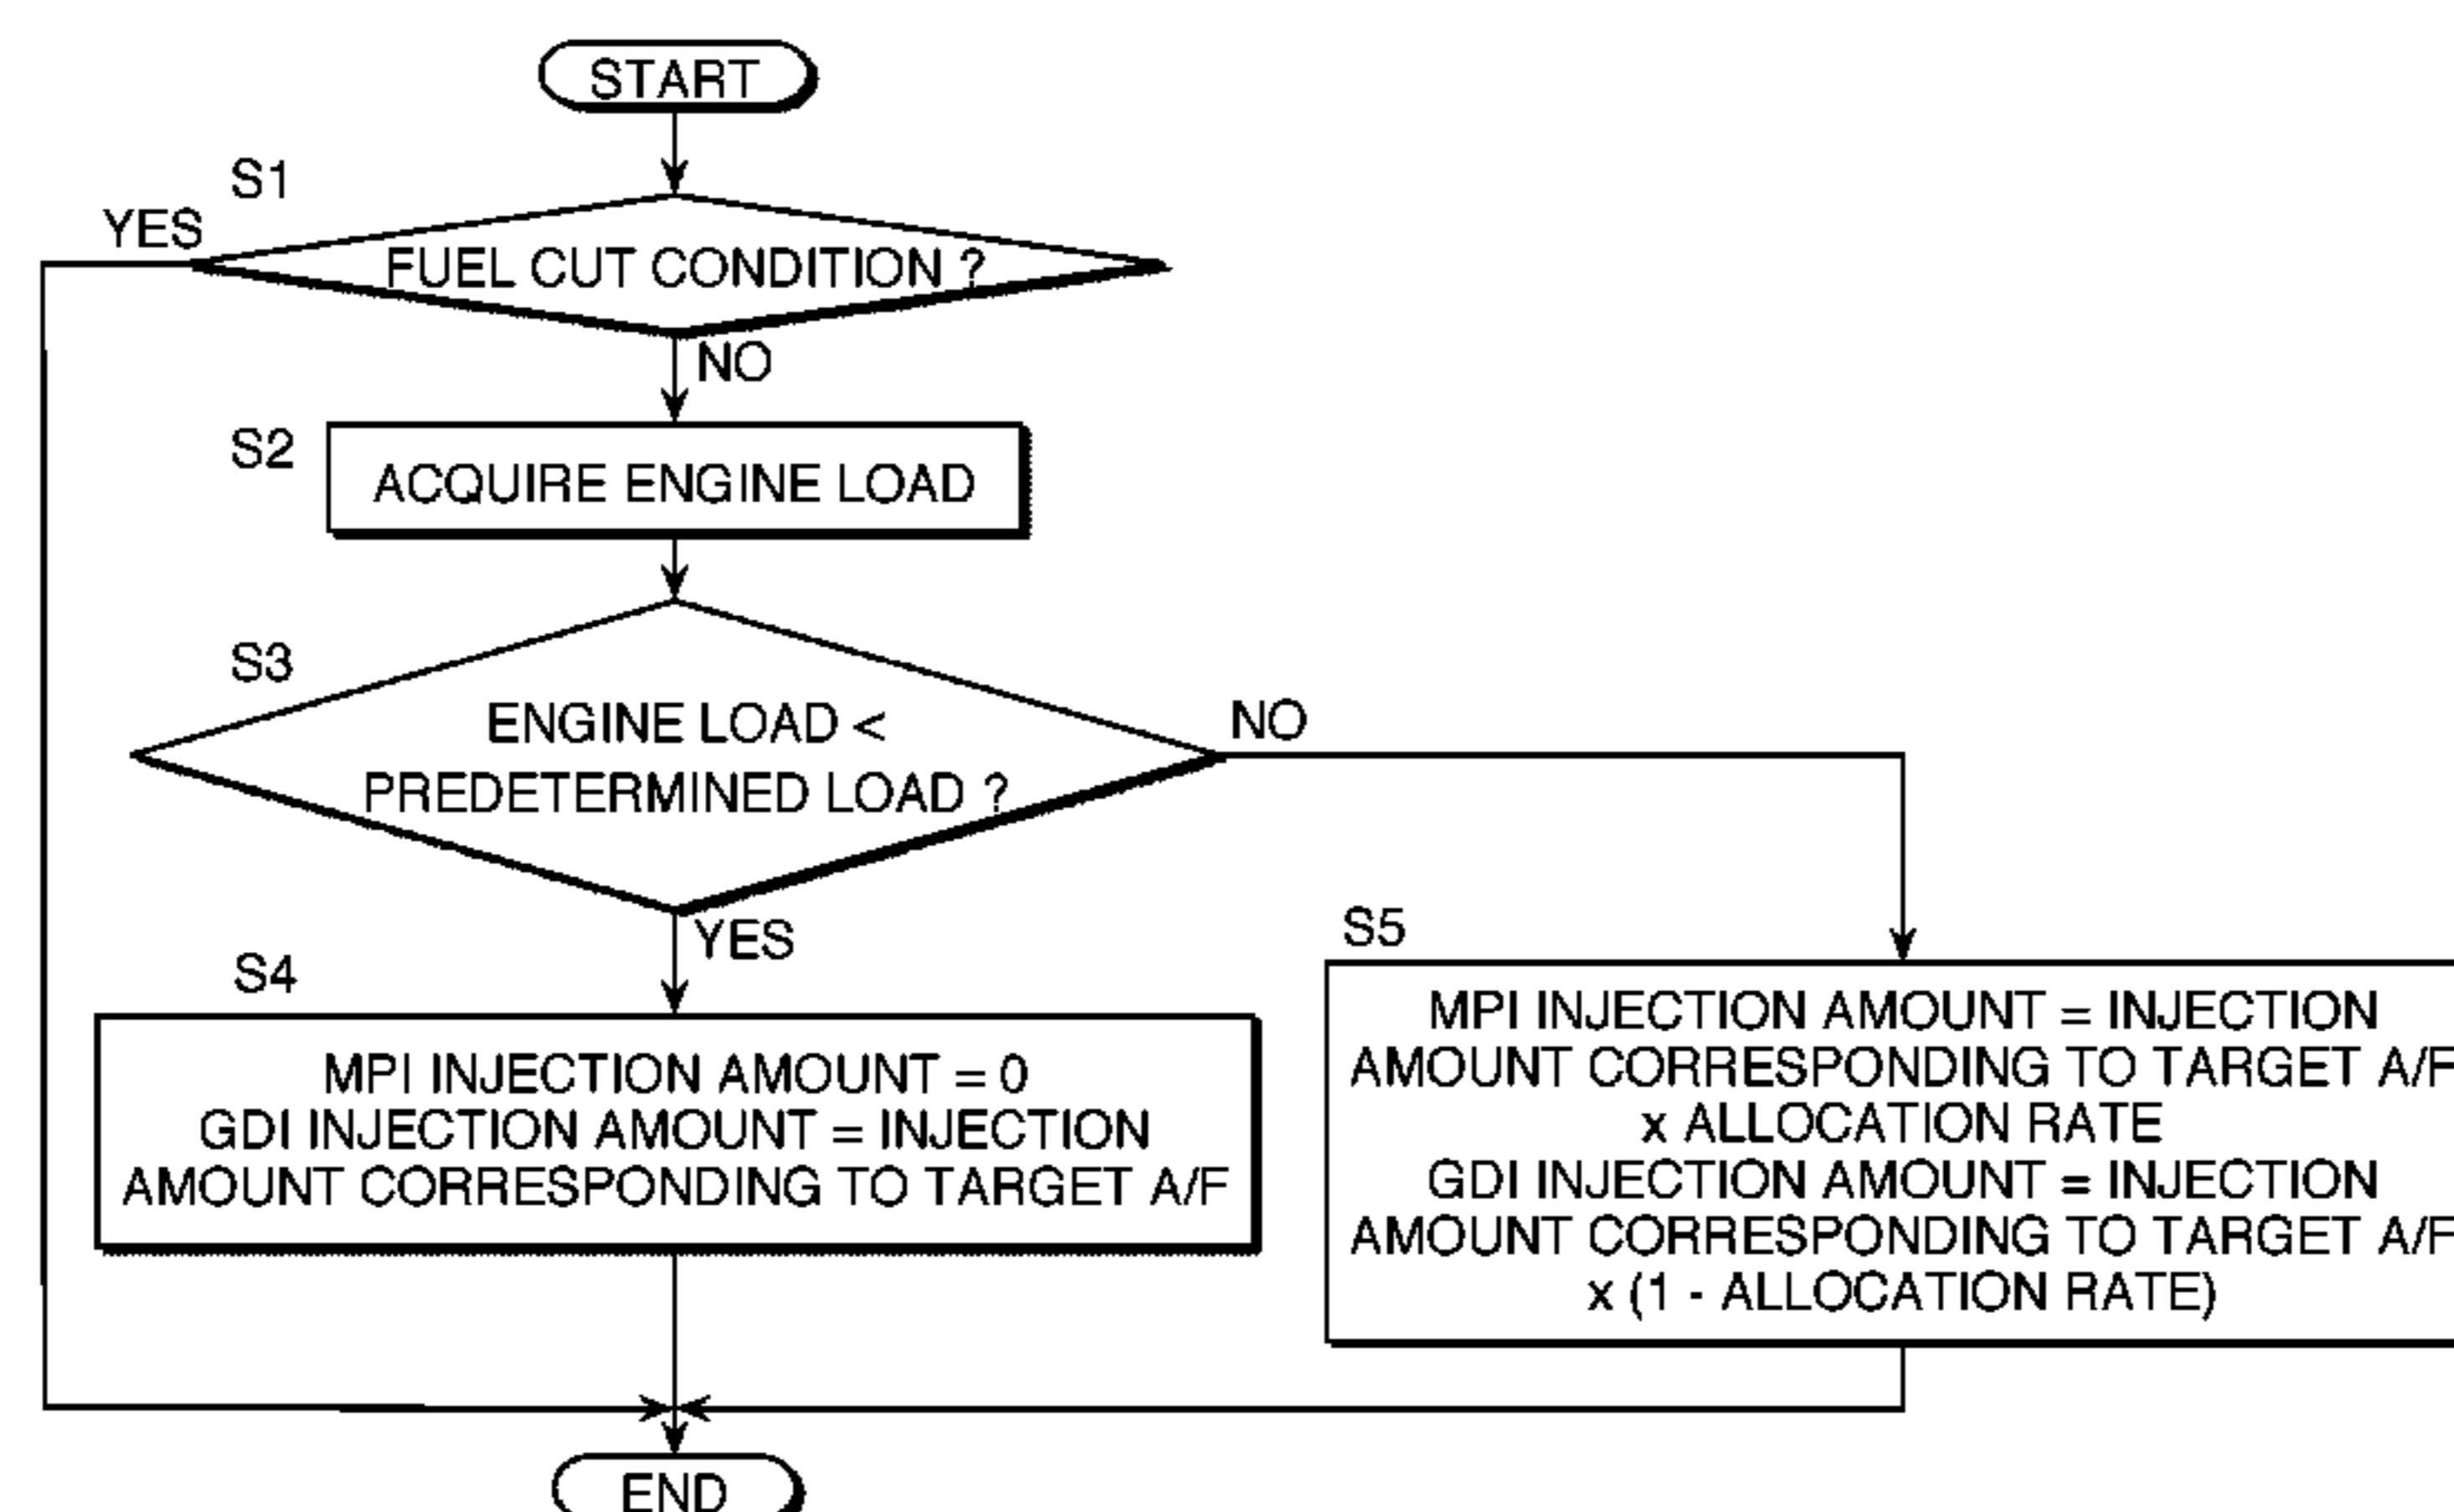 START
S1
YES
FUEL CUT CONDITION ?
NO
S2
ACQUIRE ENGINE LOAD
S3
ENGINE LOAD <
PREDETERMINED LOAD ?
NO
YES
S4
MPI INJECTION AMOUNT = 0
GDI INJECTION AMOUNT = INJECTION
AMOUNT CORRESPONDING TO TARGET A/F
S5
MPI INJECTION AMOUNT = INJECTION
AMOUNT CORRESPONDING TO TARGET A/F
x ALLOCATION RATE
GDI INJECTION AMOUNT = INJECTION
AMOUNT CORRESPONDING TO TARGET A/F
x (1 - ALLOCATION RATE)
END